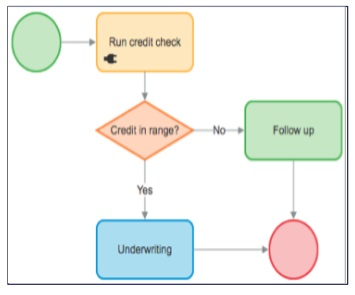 Run credit check
Credit in range?
No
Follow up
Yes
Underwriting